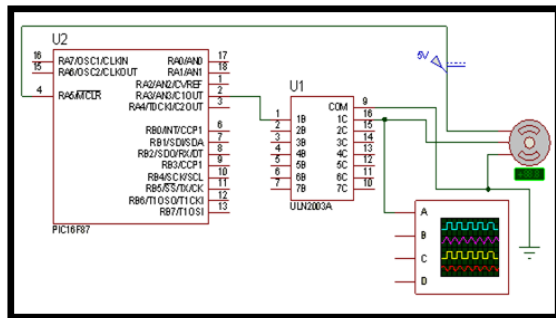 U2
16 RA7/OSC1/CLKIN RA0/AN0 17
15 RA6/OSC2/CLKOUT RA1/AN1 18
RA2/AN2/CVREF 1
4 RA5/MCLR RA3/AN3/C1OUT 2
RA4/T0CKI/C2OUT 3
RB0/INT/CCP1 6
RB1/SDI/SDA 7
RB2/SDO/RX/DT 8
RB3/CCP1 9
RB4/SCK/SCL 10
RB5/SS/TX/CK 11
RB6/T1OSO/T1CKI 12
RB7/T1OSI 13
PIC16F87
U1
COM 9
1 1B 1C 16
2 2B 2C 15
3 3B 3C 14
4 4B 4C 13
5 5B 5C 12
6 6B 6C 11
7 7B 7C 10
ULN2003A
5V
A
B
C
D